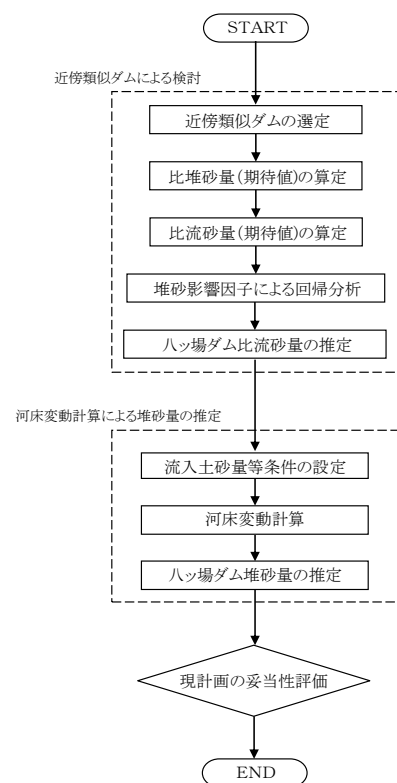 START
近傍類似ダムによる検討
近傍類似ダムの選定
比堆砂量(期待値)の算定
比流砂量(期待値)の算定
堆砂影響因子による回帰分析
八ッ場ダム比流砂量の推定
河床変動計算による堆砂量の推定
流入土砂量等条件の設定
河床変動計算
八ッ場ダム堆砂量の推定
現計画の妥当性評価
END